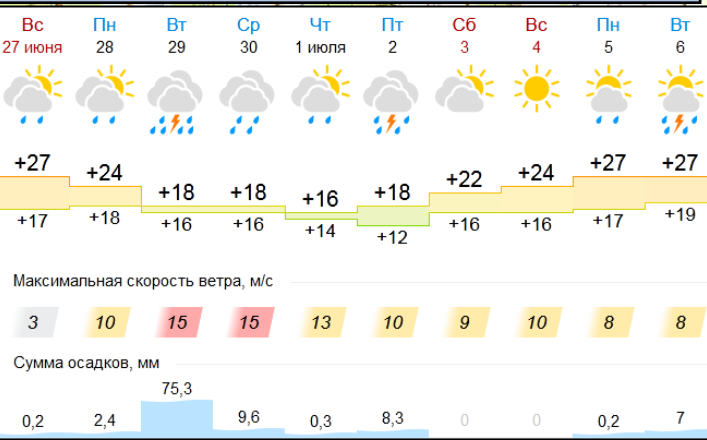 Вс Пн Вт Ср Чт Пт Сб Вс Пн Вт
27 июня 28 29 30 1 июля 2 3 4 5 6
+27 +24 +18 +18 +16 +18 +22 +24 +27 +27
+17 +18 +16 +16 +14 +12 +16 +16 +17 +19
Максимальная скорость ветра, м/с
3 10 15 15 13 10 9 10 8 8
Сумма осадков, мм
0,2 2,4 75,3 9,6 0,3 8,3 0 0 0,2 7